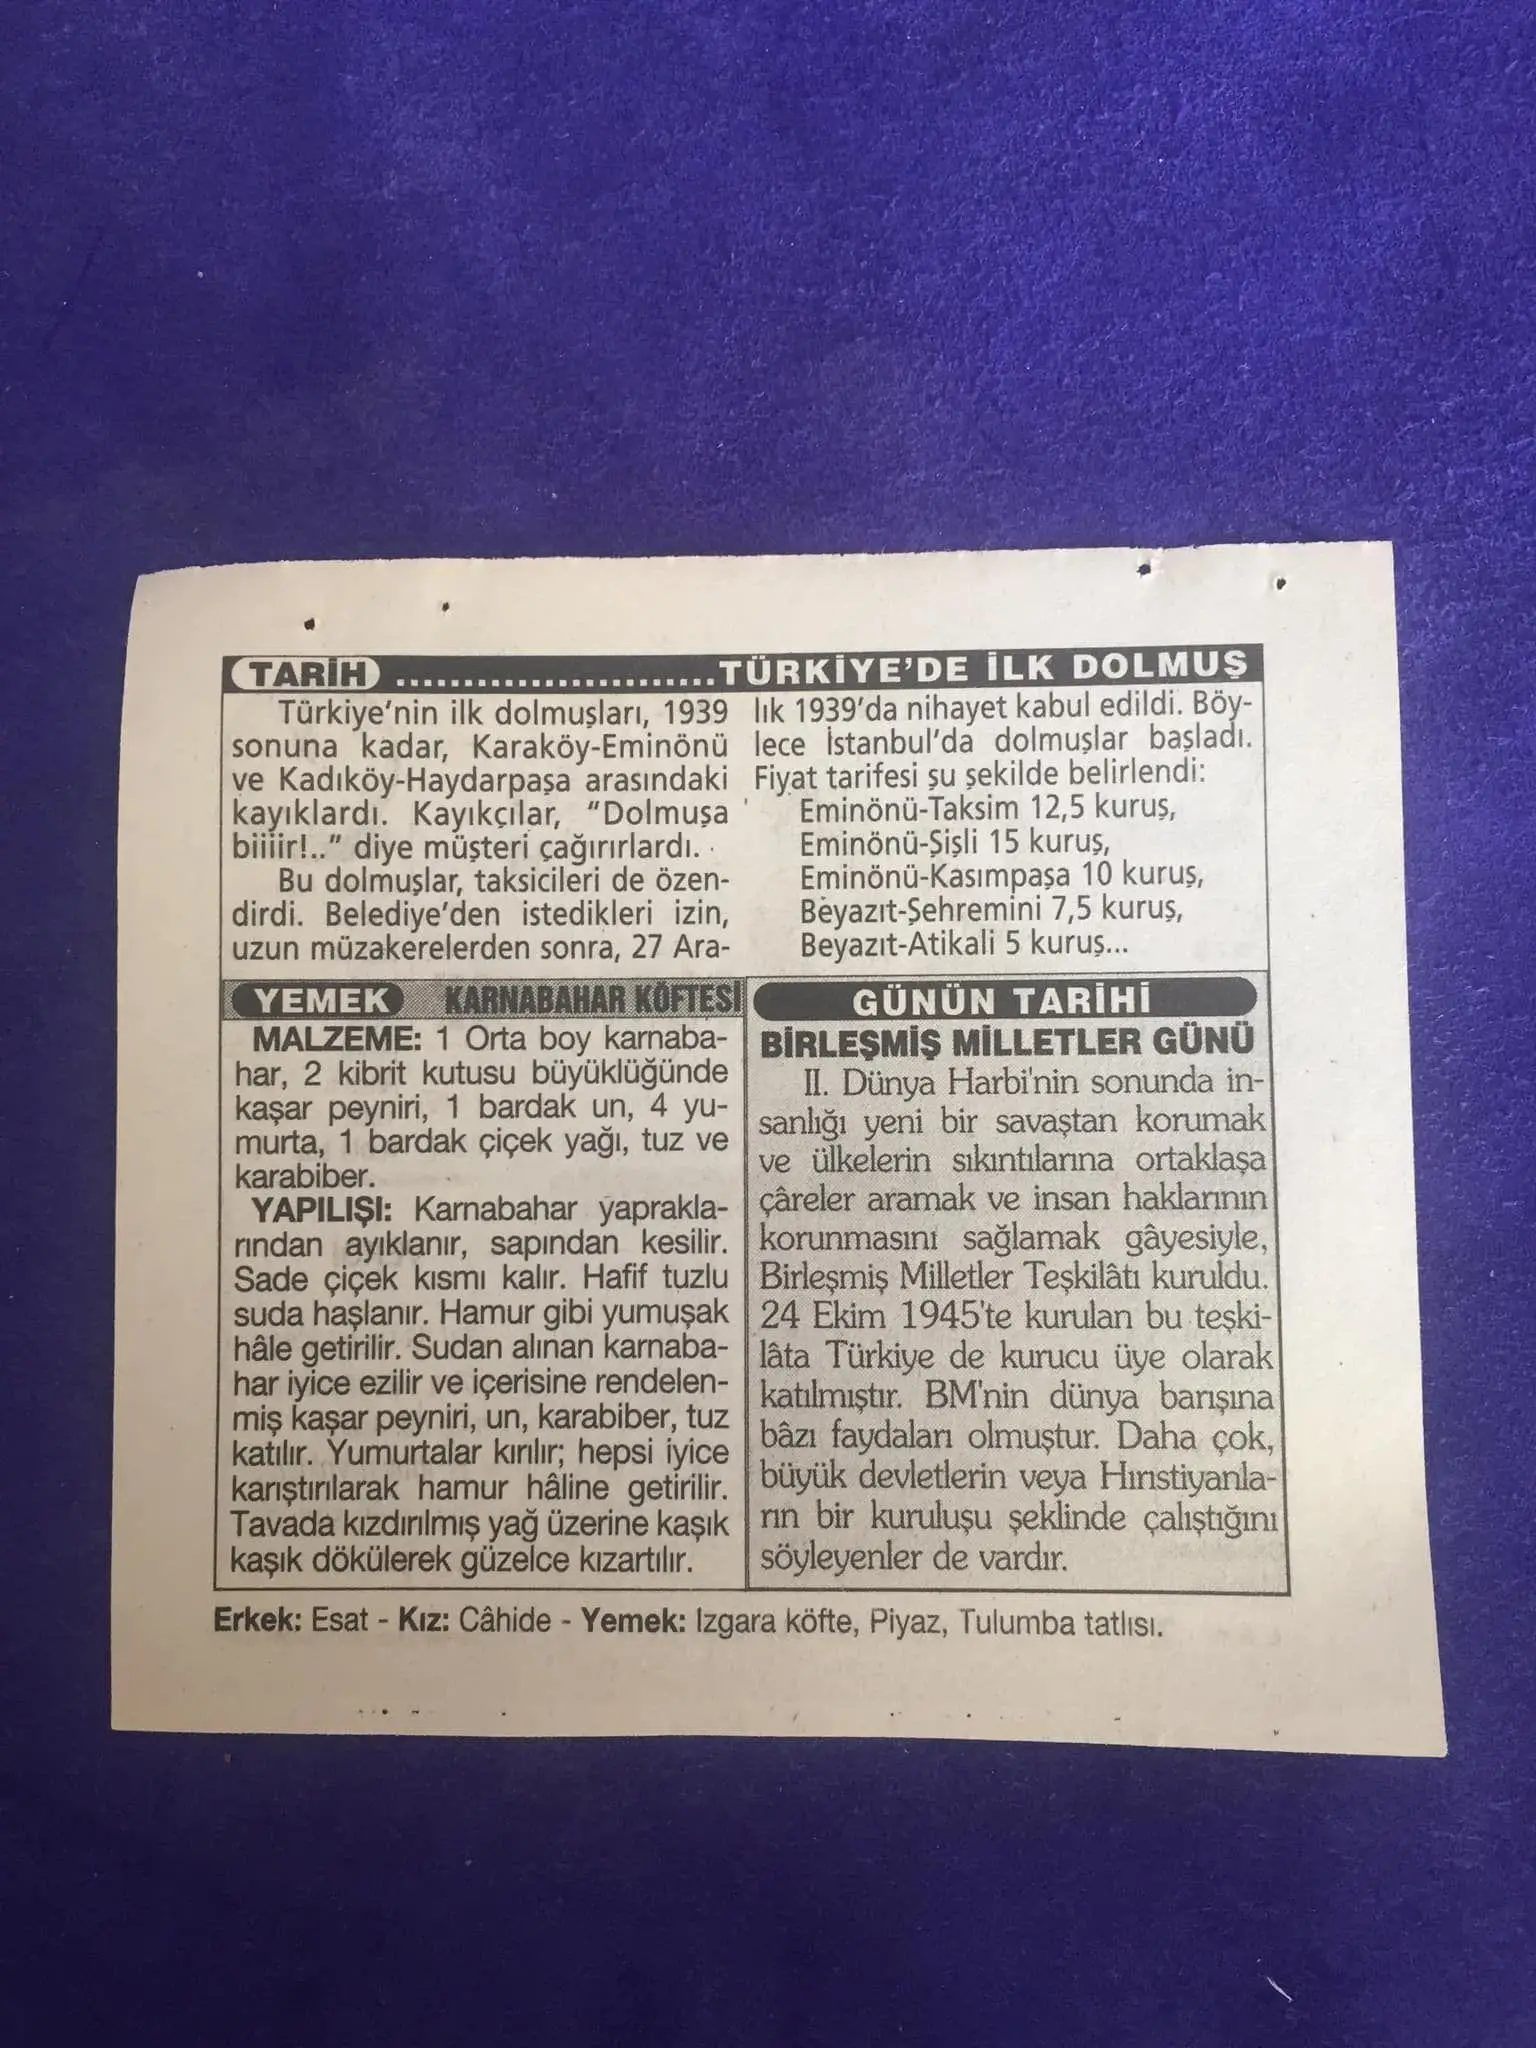 TARİH ........................TÜRKİYE'DE İLK DOLMUŞ
Türkiye'nin ilk dolmuşları, 1939
sonuna kadar, Karaköy-Eminönü
ve Kadıköy-Haydarpaşa arasındaki
kayıklardı. Kayıkçılar, "Dolmuşa
biiiir!.." diye müşteri çağırırlardı.
Bu dolmuşlar, taksicileri de özen-
dirdi. Belediye'den istedikleri izin,
uzun müzakerelerden sonra, 27 Ara-
lık 1939'da nihayet kabul edildi. Böy-
lece İstanbul'da dolmuşlar başladı.
Fiyat tarifesi şu şekilde belirlendi:
Eminönü-Taksim 12,5 kuruş,
Eminönü-Şişli 15 kuruş,
Eminönü-Kasımpaşa 10 kuruş,
Beyazıt-Şehremini 7,5 kuruş,
Beyazıt-Atikali 5 kuruş...
YEMEK KARNABAHAR KÖFTESİ
MALZEME: 1 Orta boy karnaba-
har, 2 kibrit kutusu büyüklüğünde
kaşar peyniri, 1 bardak un, 4 yu-
murta, 1 bardak çiçek yağı, tuz ve
karabiber.
YAPILIŞI: Karnabahar yaprakla-
rından ayıklanır, sapından kesilir.
Sade çiçek kısmı kalır. Hafif tuzlu
suda haşlanır. Hamur gibi yumuşak
hâle getirilir. Sudan alınan karnaba-
har iyice ezilir ve içerisine rendelen-
miş kaşar peyniri, un, karabiber, tuz
katılır. Yumurtalar kırılır; hepsi iyice
karıştırılarak hamur hâline getirilir.
Tavada kızdırılmış yağ üzerine kaşık
kaşık dökülerek güzelce kızartılır.
GÜNÜN TARİHİ
BİRLEŞMİŞ MİLLETLER GÜNÜ
II. Dünya Harbi'nin sonunda in-
sanlığı yeni bir savaştan korumak
ve ülkelerin sıkıntılarına ortaklaşa
çâreler aramak ve insan haklarının
korunmasını sağlamak gâyesiyle,
Birleşmiş Milletler Teşkilâtı kuruldu.
24 Ekim 1945'te kurulan bu teşki-
lâta Türkiye de kurucu üye olarak
katılmıştır. BM'nin dünya barışına
bâzı faydaları olmuştur. Daha çok,
büyük devletlerin veya Hırıstiyanla-
rın bir kuruluşu şeklinde çalıştığını
söyleyenler de vardır.
Erkek: Esat - Kız: Câhide - Yemek: Izgara köfte, Piyaz, Tulumba tatlısı.